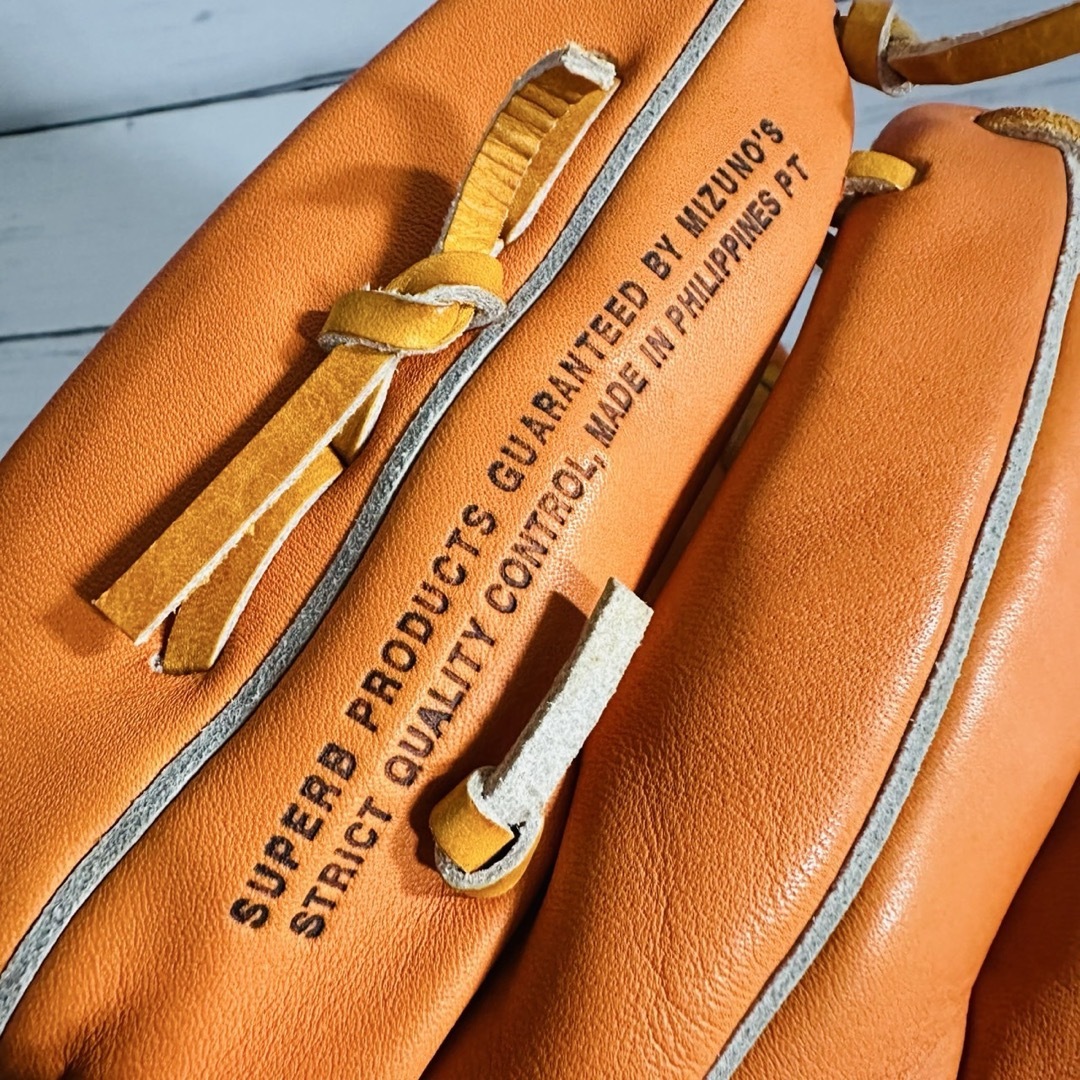 SUPERB PRODUCTS GUARANTEED BY MIZUNO'S
STRICT QUALITY CONTROL, MADE IN PHILIPPINES PT